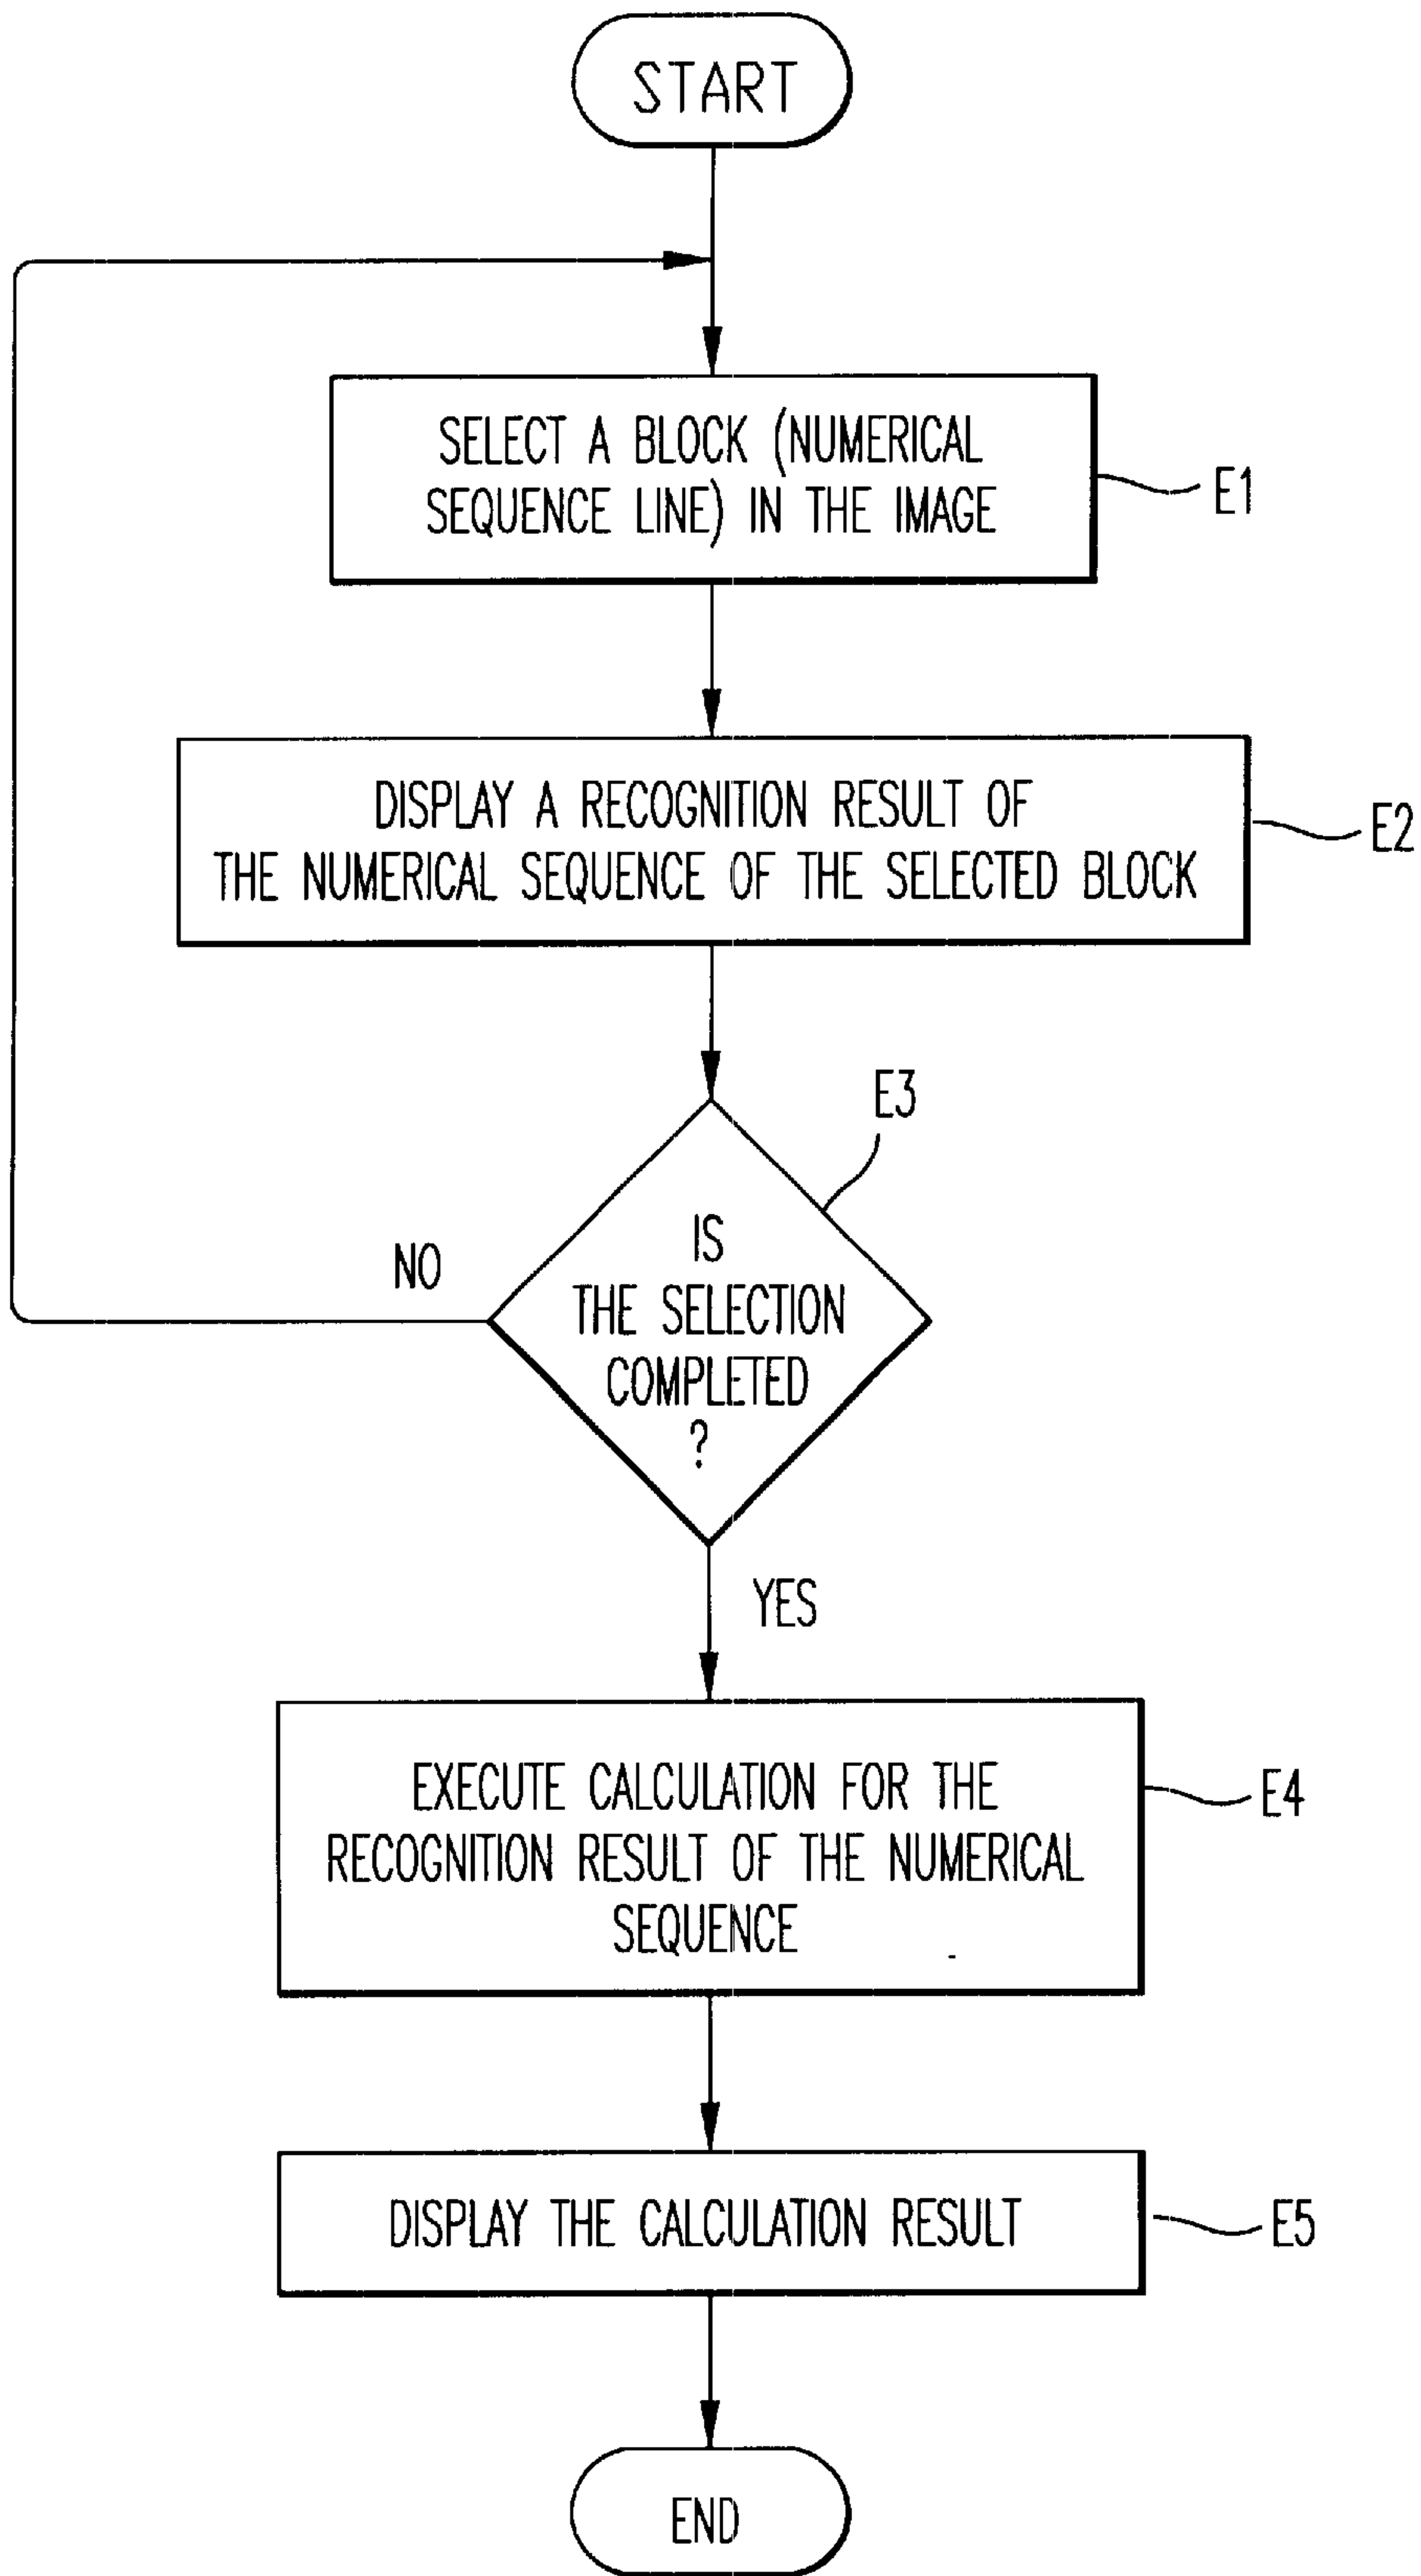 START
SELECT A BLOCK (NUMERICAL
SEQUENCE LINE) IN THE IMAGE
E1
DISPLAY A RECOGNITION RESULT OF
THE NUMERICAL SEQUENCE OF THE SELECTED BLOCK
E2
E3
IS
THE SELECTION
COMPLETED
?
NO
YES
EXECUTE CALCULATION FOR THE
RECOGNITION RESULT OF THE NUMERICAL
SEQUENCE
E4
DISPLAY THE CALCULATION RESULT
E5
END